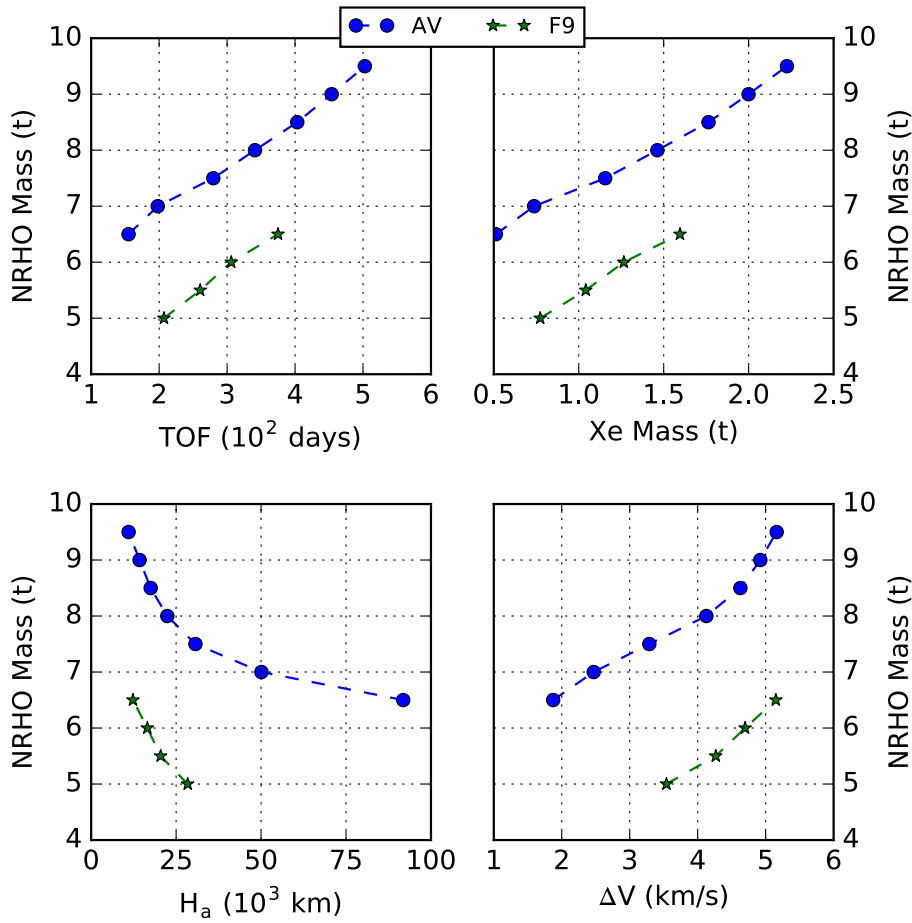 AV F9
10 10
9 9
8 8
7 7
6 6
5 5
4 4
NRHO Mass (t)
NRHO Mass (t)
1 2 3 4 5 6
0.5 1.0 1.5 2.0 2.5
TOF (10² days)
Xe Mass (t)
10 10
9 9
8 8
7 7
6 6
5 5
4 4
NRHO Mass (t)
NRHO Mass (t)
0 25 50 75 100
1 2 3 4 5 6
Hₐ (10³ km)
ΔV (km/s)